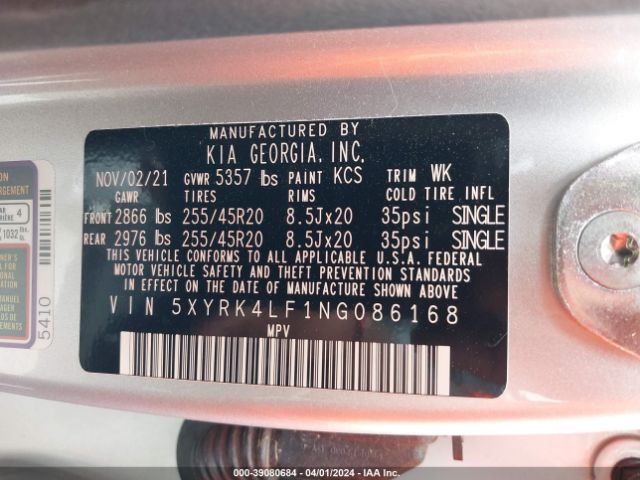 MANUFACTURED BY
KIA GEORGIA, INC.
NOV/02/21 GVWR 5357 lbs PAINT KCS TRIM WK
GAWR TIRES RIMS COLD TIRE INFL
FRONT 2866 lbs 255/45R20 8.5Jx20 35psi SINGLE
REAR 2976 lbs 255/45R20 8.5Jx20 35psi SINGLE
THIS VEHICLE CONFORMS TO ALL APPLICABLE U.S.A. FEDERAL
MOTOR VEHICLE SAFETY AND THEFT PREVENTION STANDARDS
IN EFFECT ON THE DATE OF MANUFACTURE SHOWN ABOVE.
VIN 5XYRK4LF1NG086168
MPV
4
1032
5410
000-39080684 / 04/01/2024 / IAA Inc.